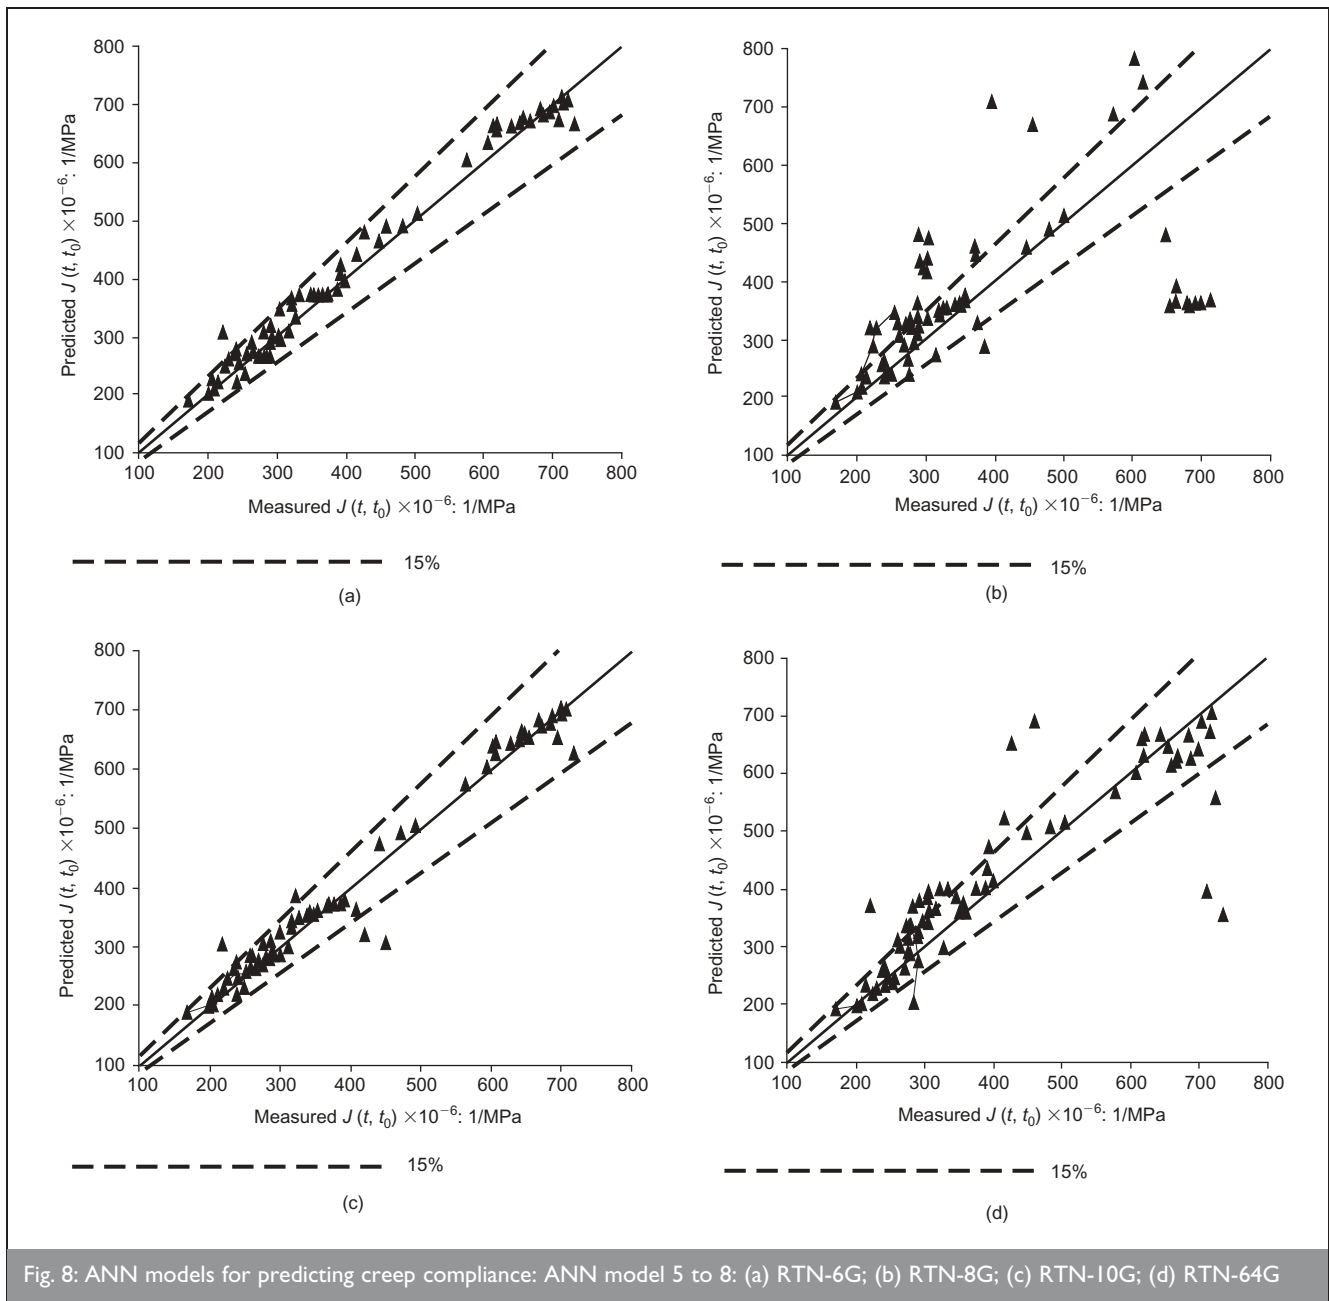 800
700
600
500
400
300
200
100
Predicted J (t, t0) ×10−6: 1/MPa
100 200 300 400 500 600 700 800
Measured J (t, t0) ×10−6: 1/MPa
15%
(a)
800
700
600
500
400
300
200
100
Predicted J (t, t0) ×10−6: 1/MPa
100 200 300 400 500 600 700 800
Measured J (t, t0) ×10−6: 1/MPa
15%
(b)
800
700
600
500
400
300
200
100
Predicted J (t, t0) ×10−6: 1/MPa
100 200 300 400 500 600 700 800
Measured J (t, t0) ×10−6: 1/MPa
15%
(c)
800
700
600
500
400
300
200
100
Predicted J (t, t0) ×10−6: 1/MPa
100 200 300 400 500 600 700 800
Measured J (t, t0) ×10−6: 1/MPa
15%
(d)
Fig. 8: ANN models for predicting creep compliance: ANN model 5 to 8: (a) RTN-6G; (b) RTN-8G; (c) RTN-10G; (d) RTN-64G